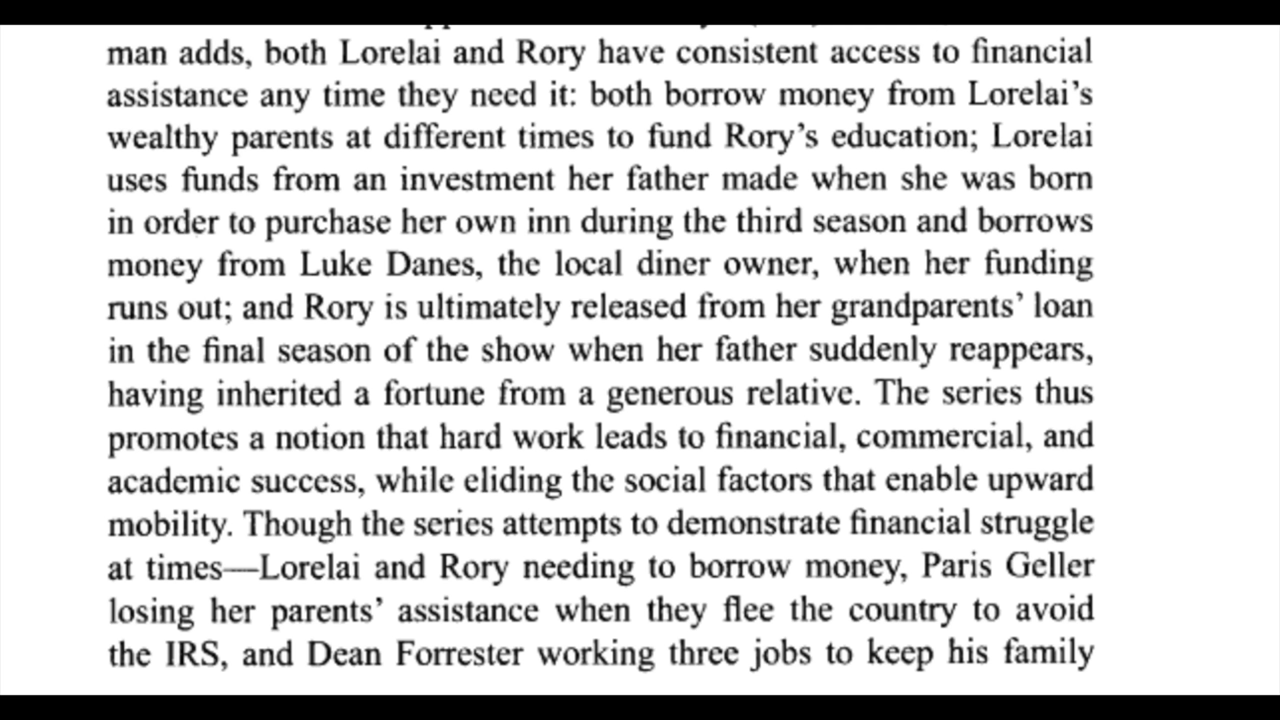 man adds, both Lorelai and Rory have consistent access to financial
assistance any time they need it: both borrow money from Lorelai's
wealthy parents at different times to fund Rory's education; Lorelai
uses funds from an investment her father made when she was born
in order to purchase her own inn during the third season and borrows
money from Luke Danes, the local diner owner, when her funding
runs out; and Rory is ultimately released from her grandparents' loan
in the final season of the show when her father suddenly reappears,
having inherited a fortune from a generous relative. The series thus
promotes a notion that hard work leads to financial, commercial, and
academic success, while eliding the social factors that enable upward
mobility. Though the series attempts to demonstrate financial struggle
at times—Lorelai and Rory needing to borrow money, Paris Geller
losing her parents' assistance when they flee the country to avoid
the IRS, and Dean Forrester working three jobs to keep his family